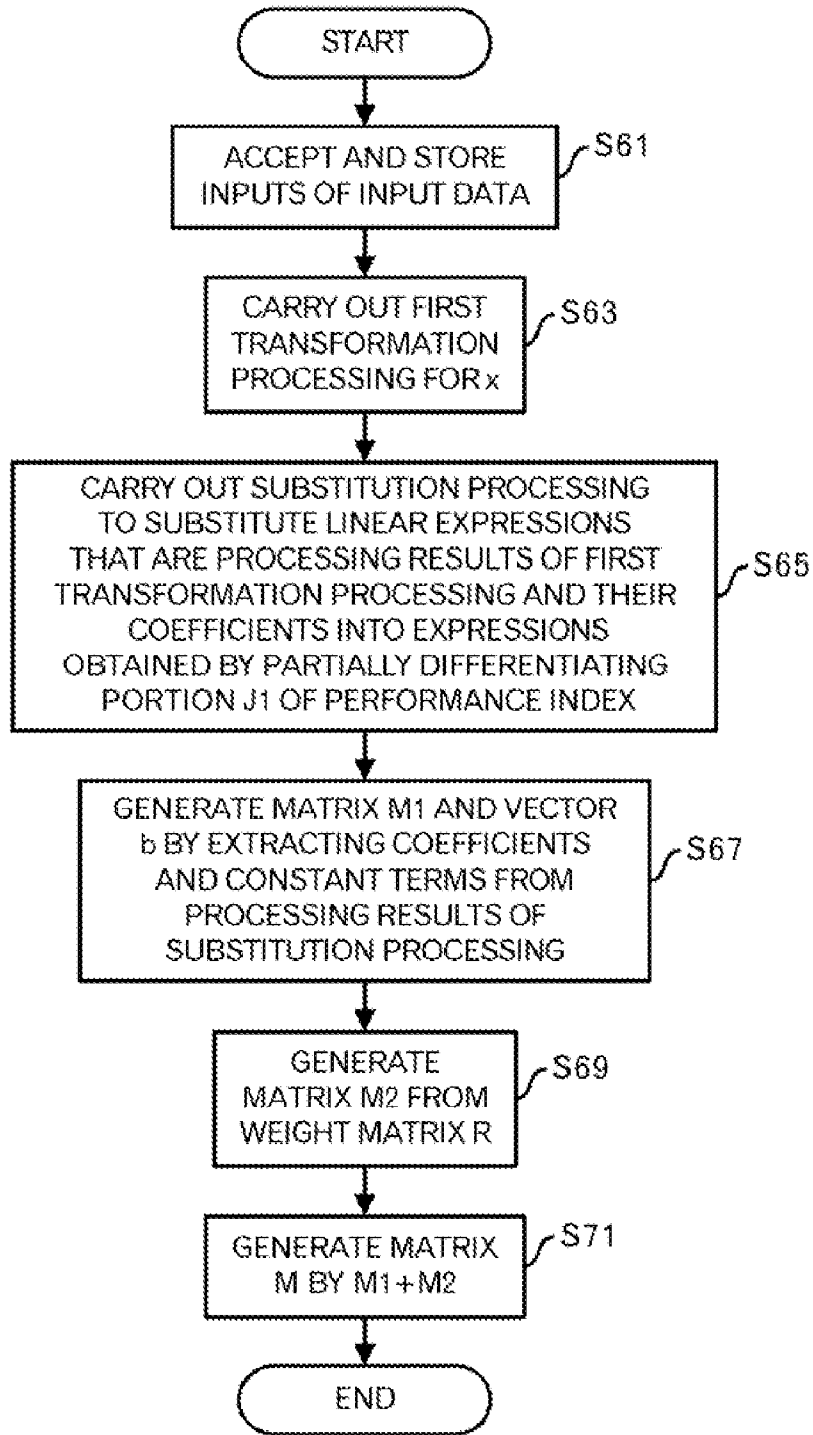 START
ACCEPT AND STORE
INPUTS OF INPUT DATA
S61
CARRY OUT FIRST
TRANSFORMATION
PROCESSING FOR x
S63
CARRY OUT SUBSTITUTION PROCESSING
TO SUBSTITUTE LINEAR EXPRESSIONS
THAT ARE PROCESSING RESULTS OF FIRST
TRANSFORMATION PROCESSING AND THEIR
COEFFICIENTS INTO EXPRESSIONS
OBTAINED BY PARTIALLY DIFFERENTIATING
PORTION J1 OF PERFORMANCE INDEX
S65
GENERATE MATRIX M1 AND VECTOR
b BY EXTRACTING COEFFICIENTS
AND CONSTANT TERMS FROM
PROCESSING RESULTS OF
SUBSTITUTION PROCESSING
S67
GENERATE
MATRIX M2 FROM
WEIGHT MATRIX R
S69
GENERATE MATRIX
M BY M1+M2
S71
END